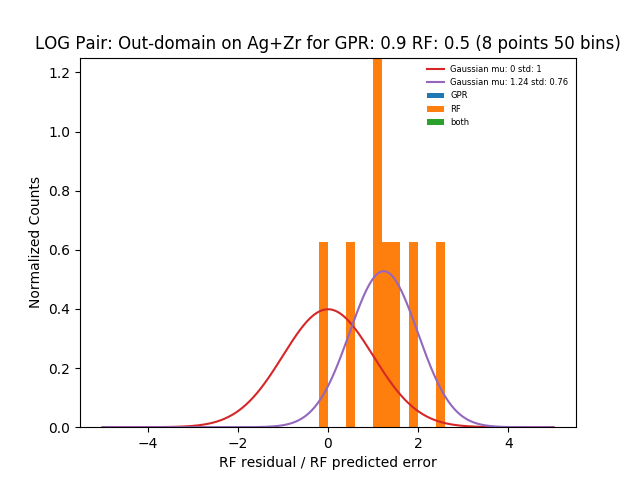 LOG Pair: Out-domain on Ag+Zr for GPR: 0.9 RF: 0.5 (8 points 50 bins)
Gaussian mu: 0 std: 1
Gaussian mu: 1.24 std: 0.76
GPR
RF
both
Normalized Counts
1.2
1.0
0.8
0.6
0.4
0.2
0.0
−4 −2 0 2 4
RF residual / RF predicted error